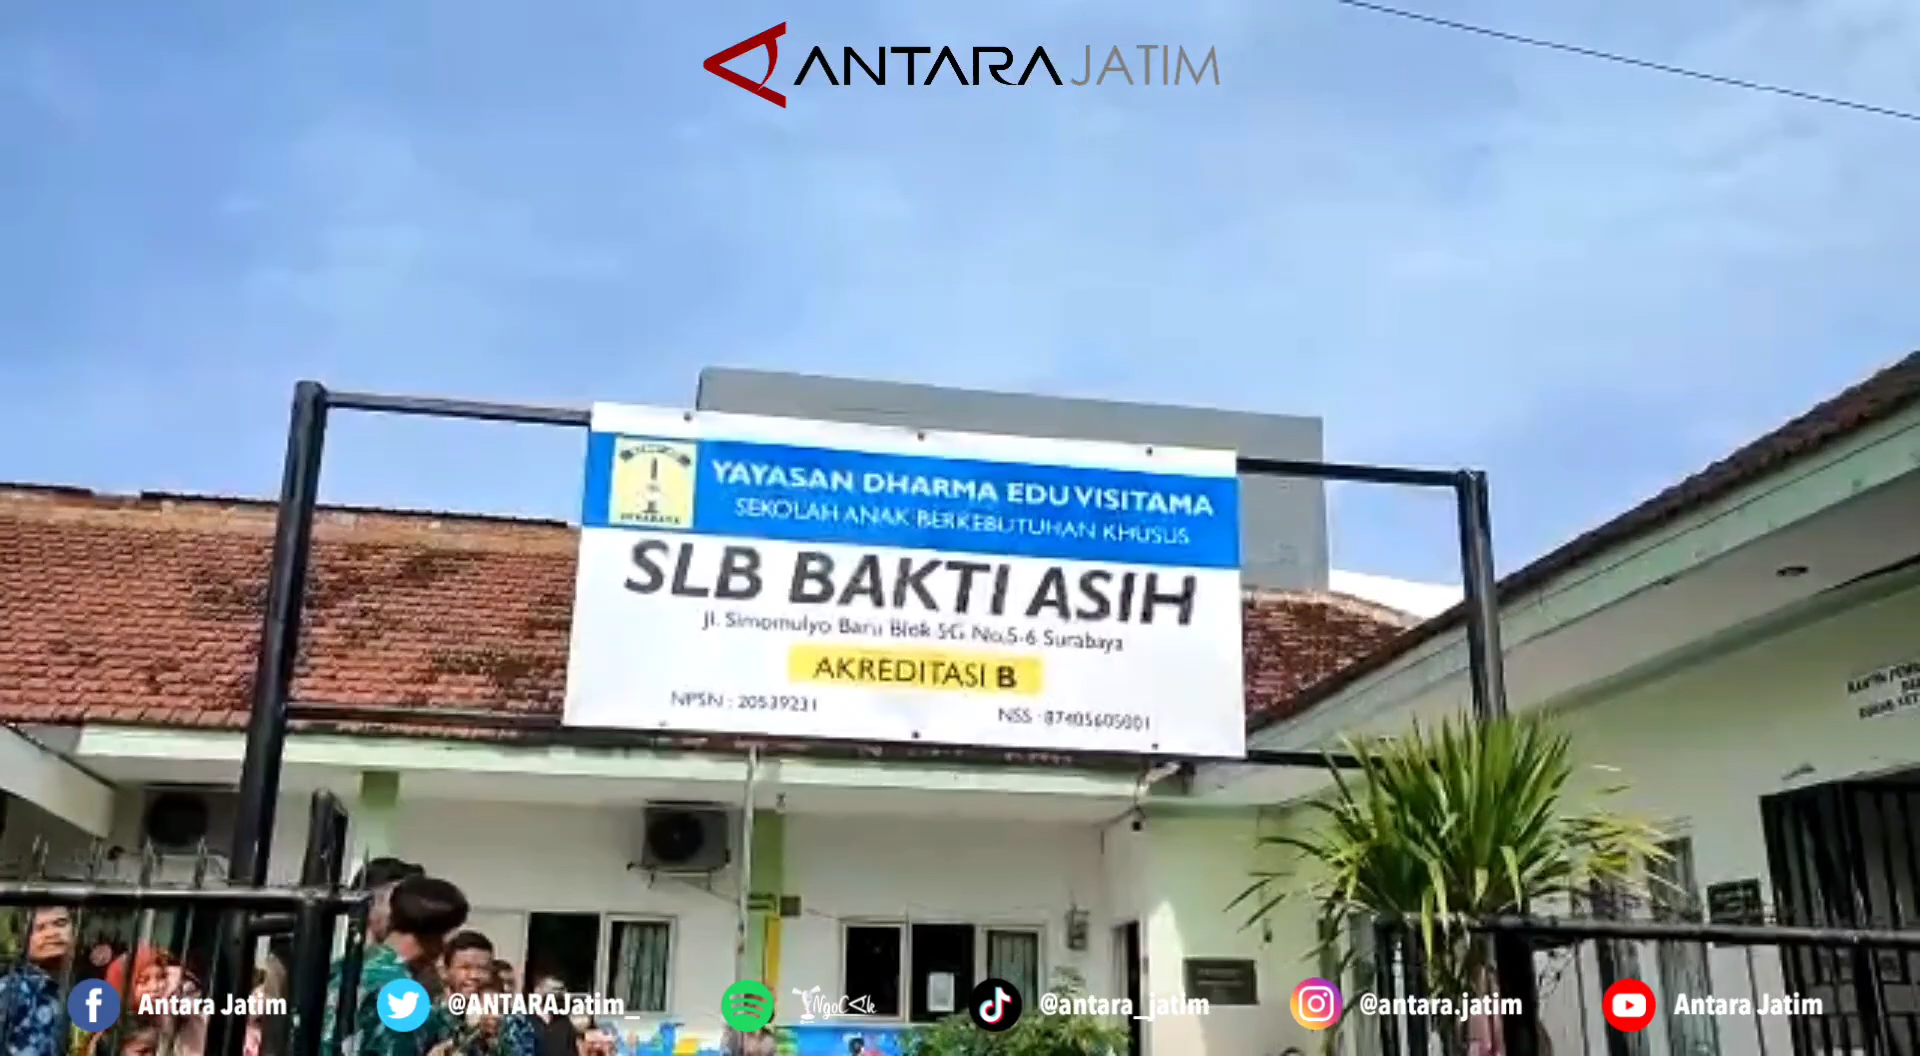 ANTARA JATIM
YAYASAN DHARMA EDU VISITAMA
SEKOLAH ANAK BERKEBUTUHAN KHUSUS
SLB BAKTI ASIH
Jl. Simomulyo Baru Blok 5G No.5-6 Surabaya
AKREDITASI B
NPSN : 20539231
NSS : 87405605001
Antara Jatim
@ANTARAJatim_
@antara_jatim
@antara.jatim
Antara Jatim